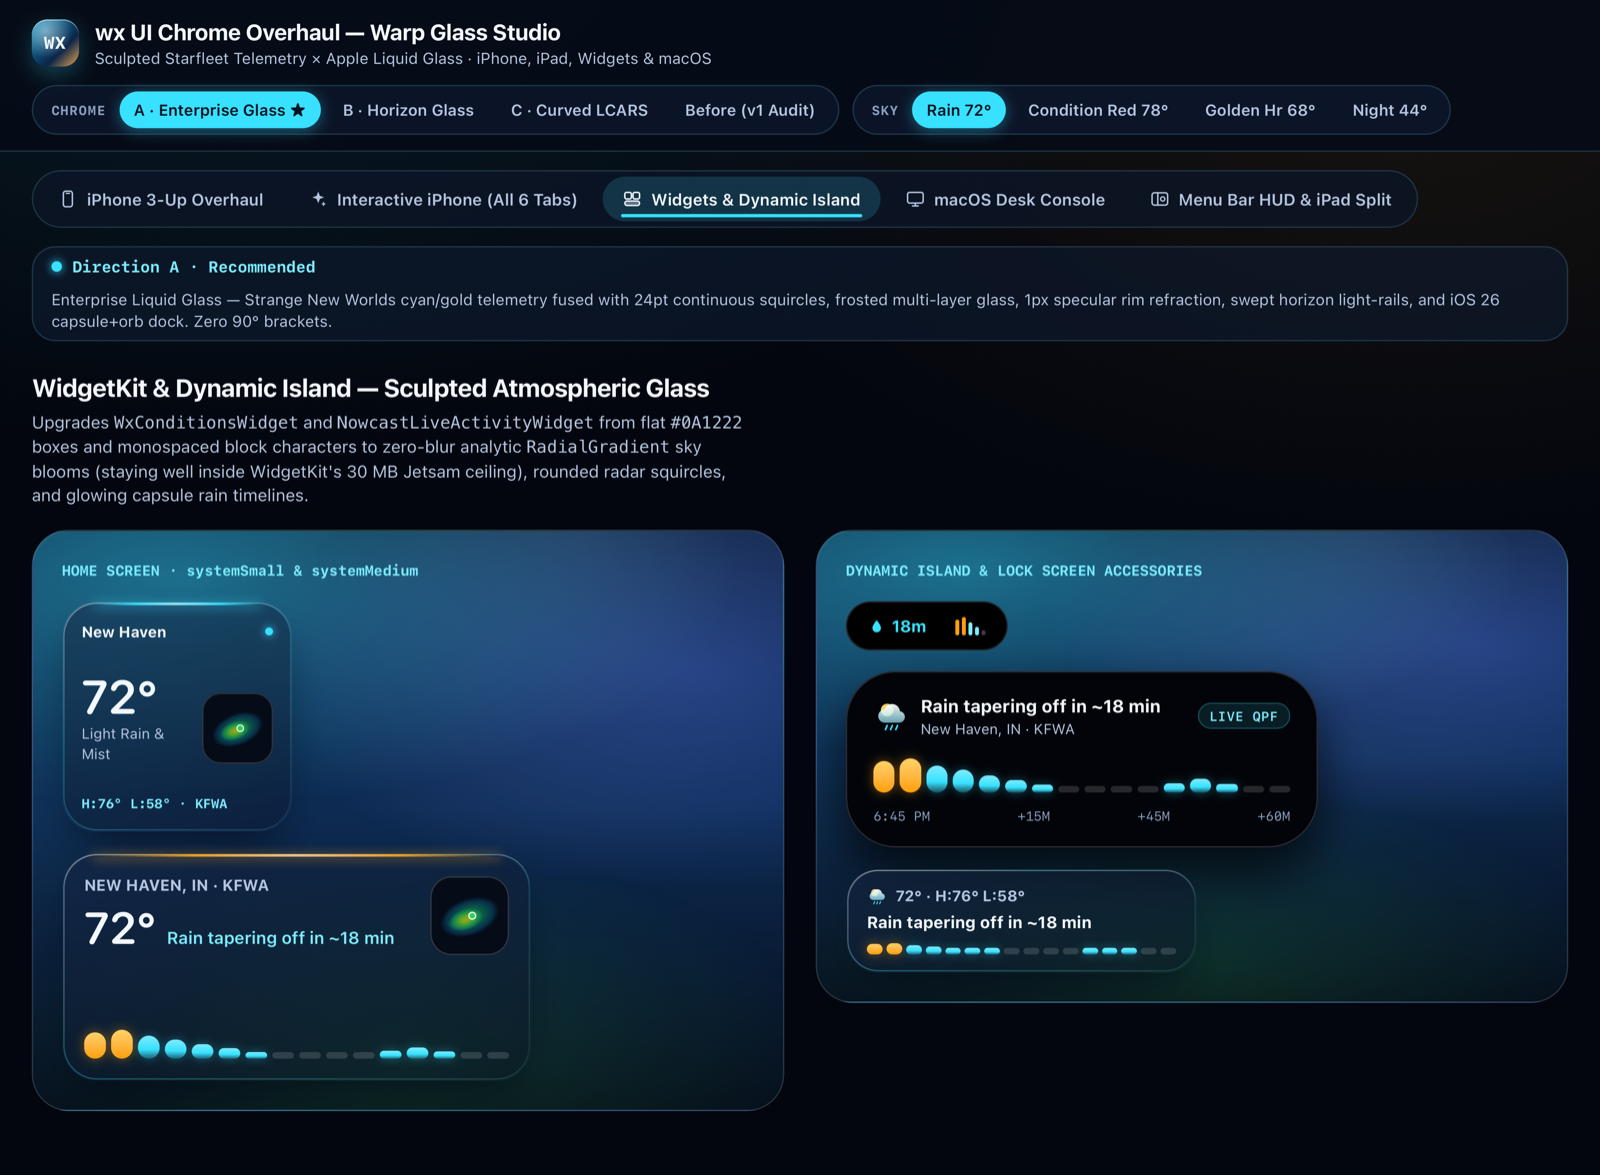 WX
wx UI Chrome Overhaul — Warp Glass Studio
Sculpted Starfleet Telemetry × Apple Liquid Glass · iPhone, iPad, Widgets & macOS
CHROME A · Enterprise Glass ★ B · Horizon Glass C · Curved LCARS Before (v1 Audit)
SKY Rain 72° Condition Red 78° Golden Hr 68° Night 44°
iPhone 3-Up Overhaul Interactive iPhone (All 6 Tabs) Widgets & Dynamic Island macOS Desk Console Menu Bar HUD & iPad Split
Direction A · Recommended
Enterprise Liquid Glass — Strange New Worlds cyan/gold telemetry fused with 24pt continuous squircles, frosted multi-layer glass, 1px specular rim refraction, swept horizon light-rails, and iOS 26
capsule+orb dock. Zero 90° brackets.
WidgetKit & Dynamic Island — Sculpted Atmospheric Glass
Upgrades WxConditionsWidget and NowcastLiveActivityWidget from flat #0A1222
boxes and monospaced block characters to zero-blur analytic RadialGradient sky
blooms (staying well inside WidgetKit's 30 MB Jetsam ceiling), rounded radar squircles,
and glowing capsule rain timelines.
HOME SCREEN · systemSmall & systemMedium
New Haven
72°
Light Rain &
Mist
H:76° L:58° · KFWA
NEW HAVEN, IN · KFWA
72° Rain tapering off in ~18 min
DYNAMIC ISLAND & LOCK SCREEN ACCESSORIES
18m
Rain tapering off in ~18 min
New Haven, IN · KFWA
LIVE QPF
6:45 PM +15M +45M +60M
72° · H:76° L:58°
Rain tapering off in ~18 min